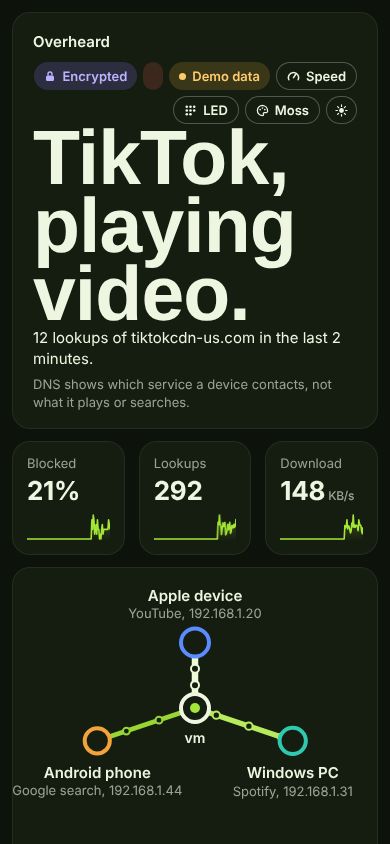 Overheard
Encrypted
Demo data
Speed
LED
Moss
TikTok,
playing
video.
12 lookups of tiktokcdn-us.com in the last 2
minutes.
DNS shows which service a device contacts, not
what it plays or searches.
Blocked
21%
Lookups
292
Download
148 KB/s
Apple device
YouTube, 192.168.1.20
vm
Android phone
Google search, 192.168.1.44
Windows PC
Spotify, 192.168.1.31